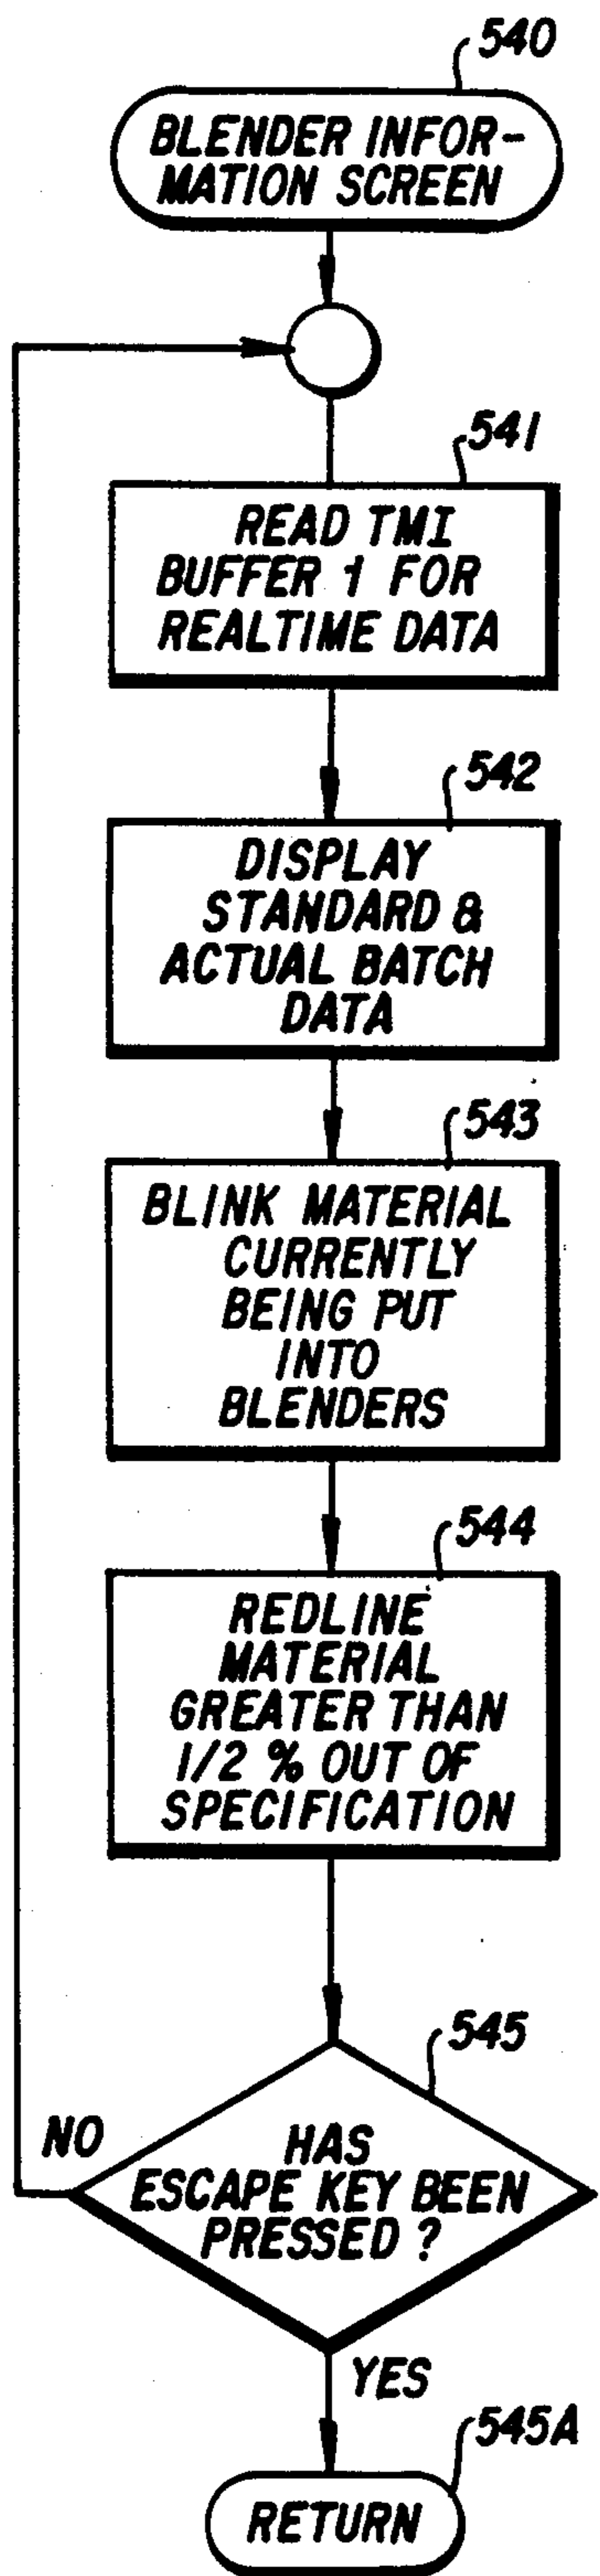 540
BLENDER INFOR-
MATION SCREEN
541
READ TMI
BUFFER 1 FOR
REALTIME DATA
542
DISPLAY
STANDARD &
ACTUAL BATCH
DATA
543
BLINK MATERIAL
CURRENTLY
BEING PUT
INTO
BLENDERS
544
REDLINE
MATERIAL
GREATER THAN
1/2 % OUT OF
SPECIFICATION
545
NO
HAS
ESCAPE KEY BEEN
PRESSED ?
YES
545A
RETURN